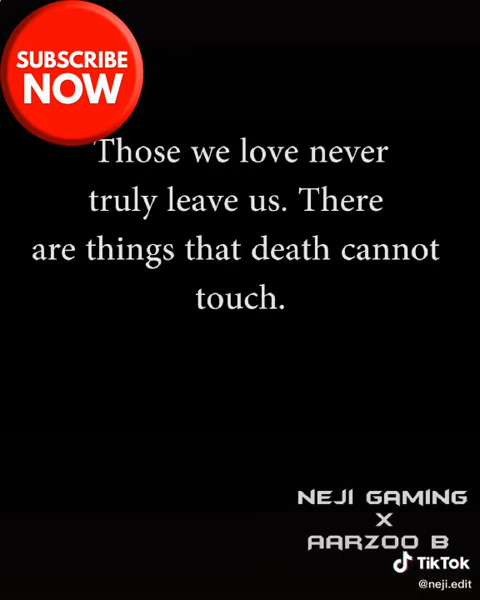 SUBSCRIBE
NOW
Those we love never
truly leave us. There
are things that death cannot
touch.
NEJI GAMING
X
AARZOO B
TikTok
@neji.edit